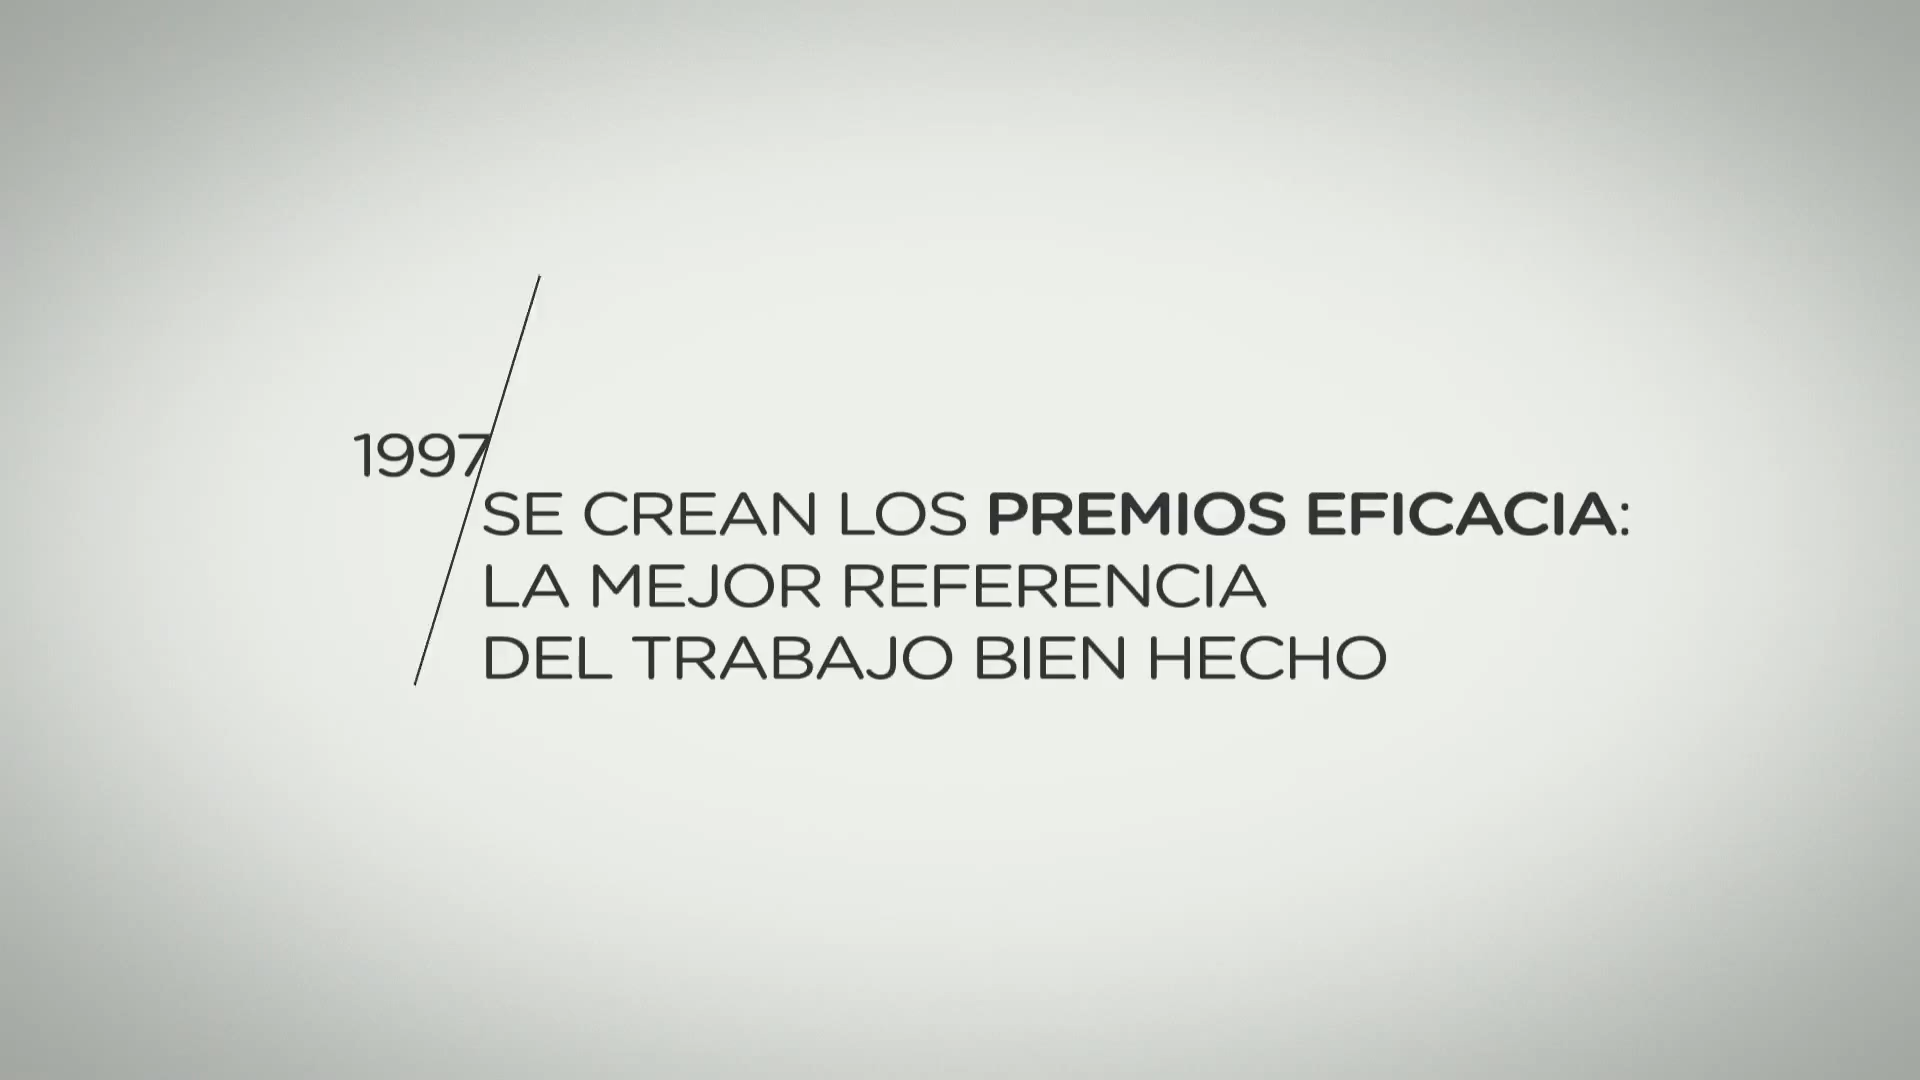 1997
SE CREAN LOS PREMIOS EFICACIA:
LA MEJOR REFERENCIA
DEL TRABAJO BIEN HECHO